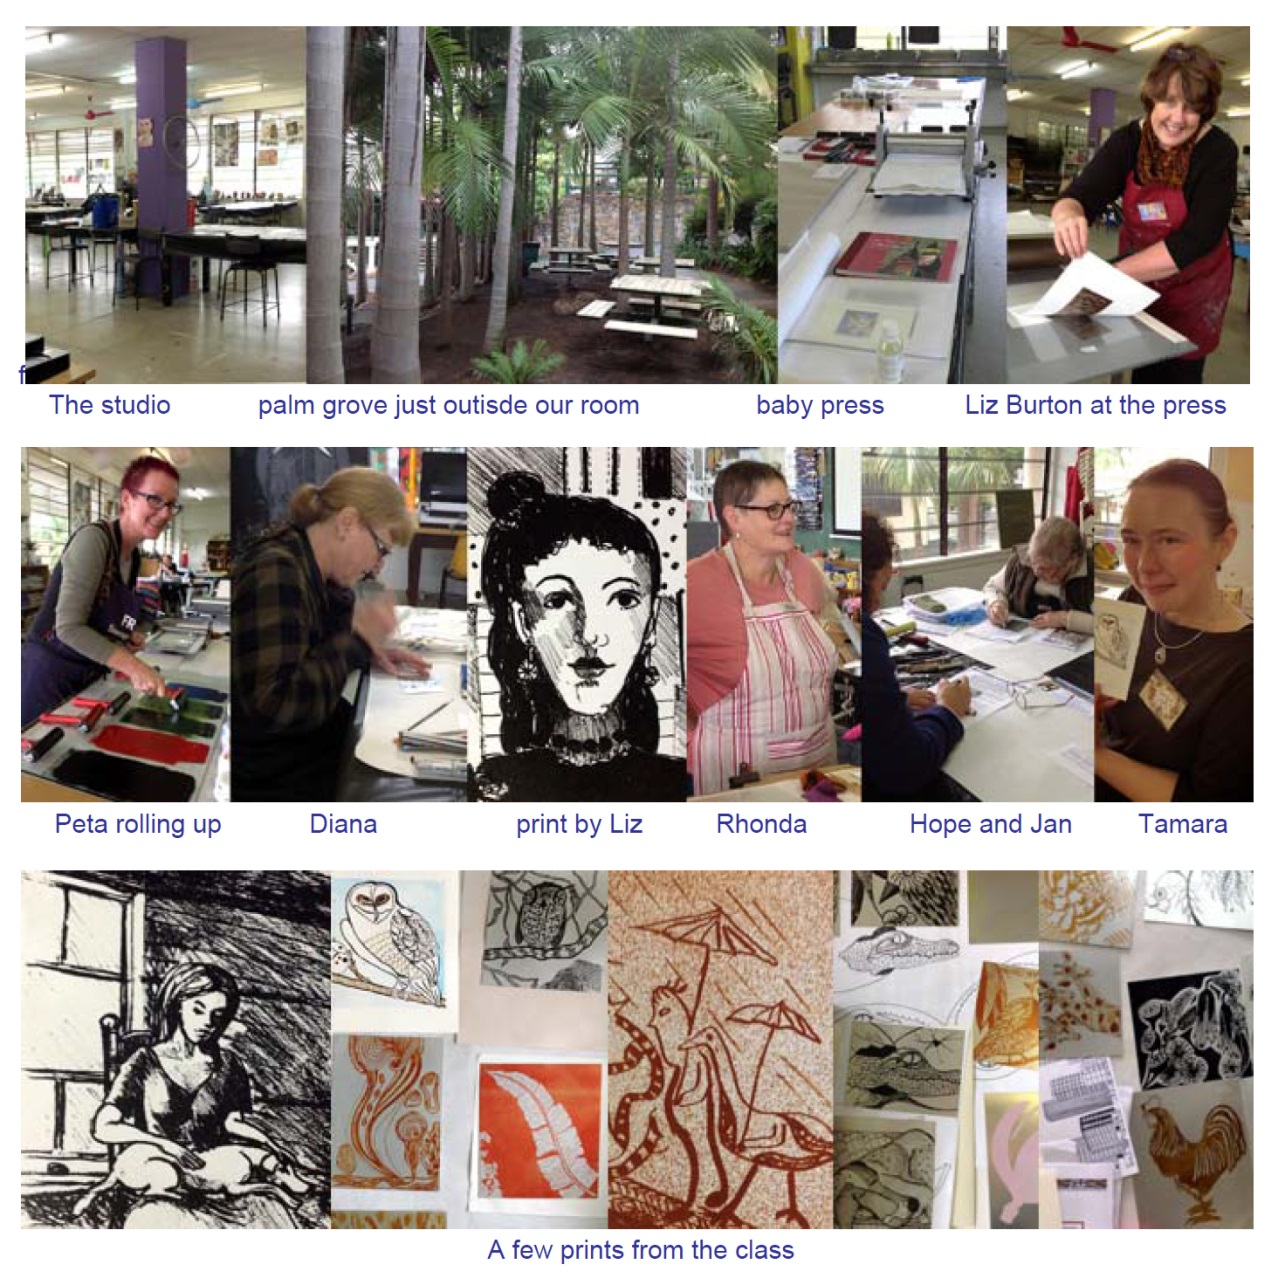 f
The studio palm grove just outisde our room baby press Liz Burton at the press
FR
Peta rolling up Diana print by Liz Rhonda Hope and Jan Tamara
A few prints from the class